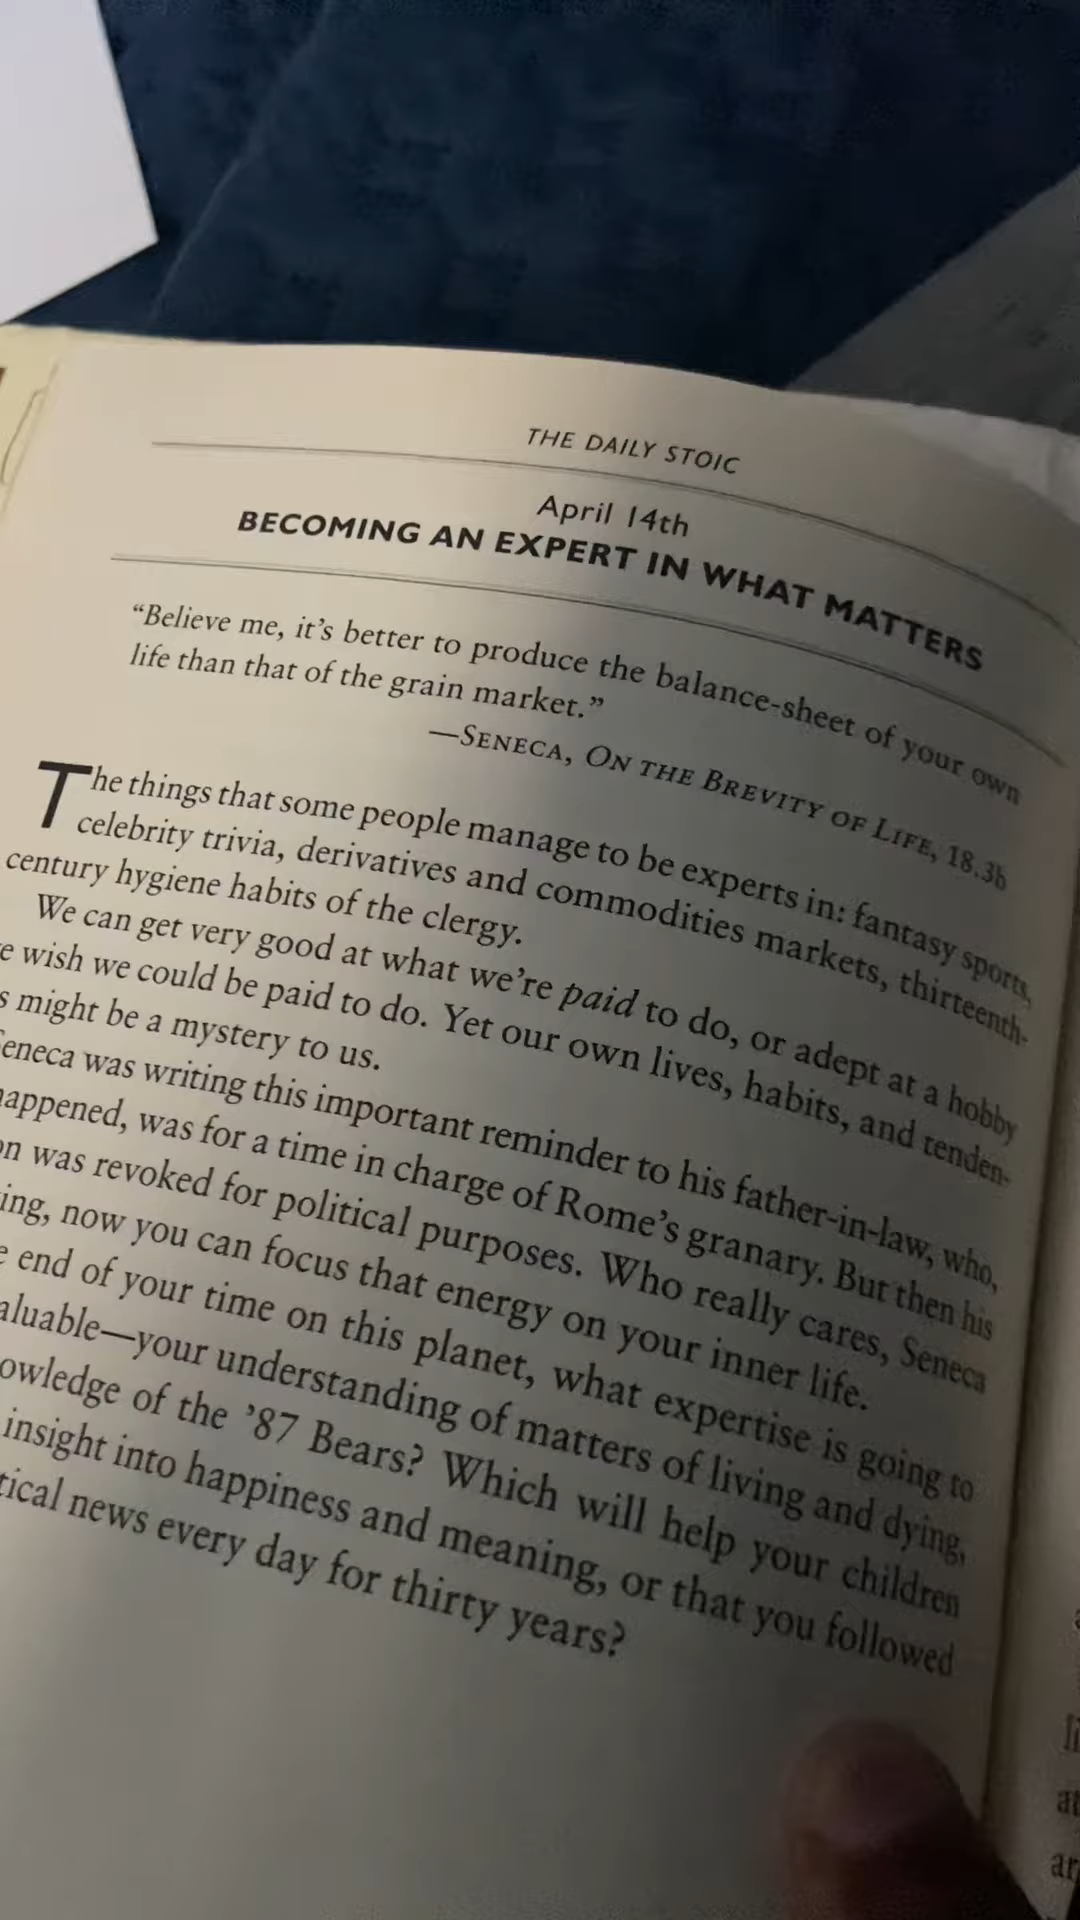 THE DAILY STOIC
April 14th
BECOMING AN EXPERT IN WHAT MATTERS
“Believe me, it’s better to produce the balance-sheet of your own
life than that of the grain market.”
—SENECA, ON THE BREVITY OF LIFE, 18.3b
The things that some people manage to be experts in: fantasy sports,
celebrity trivia, derivatives and commodities markets, thirteenth-
century hygiene habits of the clergy.
We can get very good at what we’re paid to do, or adept at a hobby
wish we could be paid to do. Yet our own lives, habits, and tenden-
might be a mystery to us.
Seneca was writing this important reminder to his father-in-law, who,
happened, was for a time in charge of Rome’s granary. But then his
was revoked for political purposes. Who really cares, Seneca
now you can focus that energy on your inner life.
end of your time on this planet, what expertise is going to
valuable—your understanding of matters of living and dying,
knowledge of the ’87 Bears? Which will help your children
insight into happiness and meaning, or that you followed
news every day for thirty years?